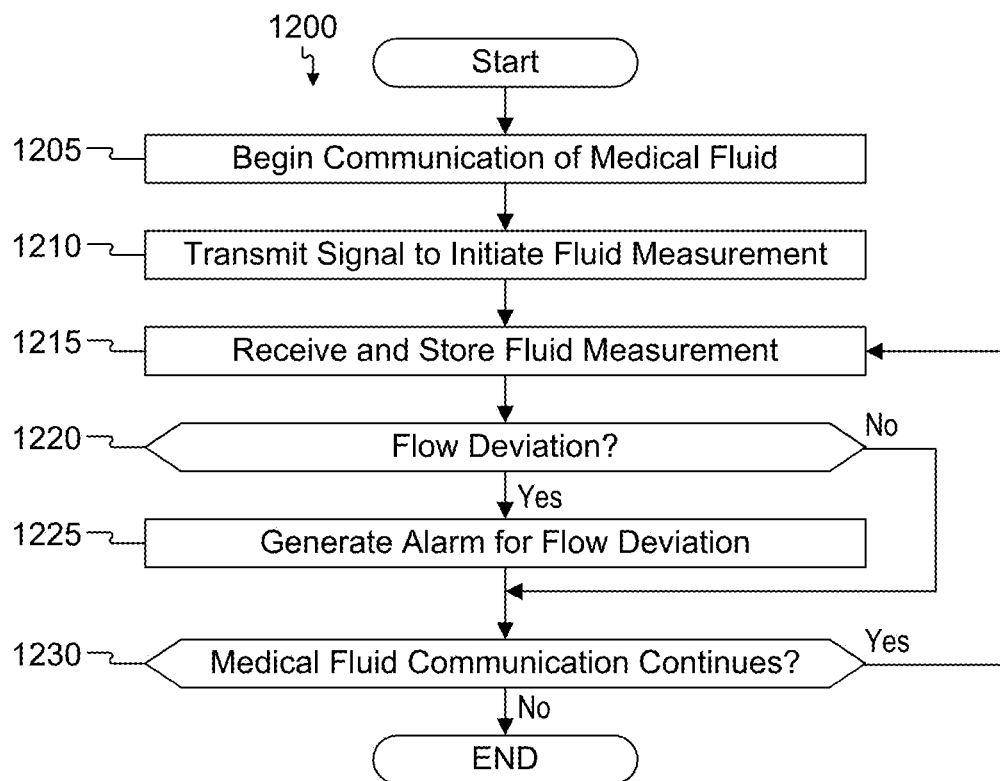 1200
Start
1205
Begin Communication of Medical Fluid
1210
Transmit Signal to Initiate Fluid Measurement
1215
Receive and Store Fluid Measurement
1220
Flow Deviation?
No
Yes
1225
Generate Alarm for Flow Deviation
1230
Medical Fluid Communication Continues?
Yes
No
END